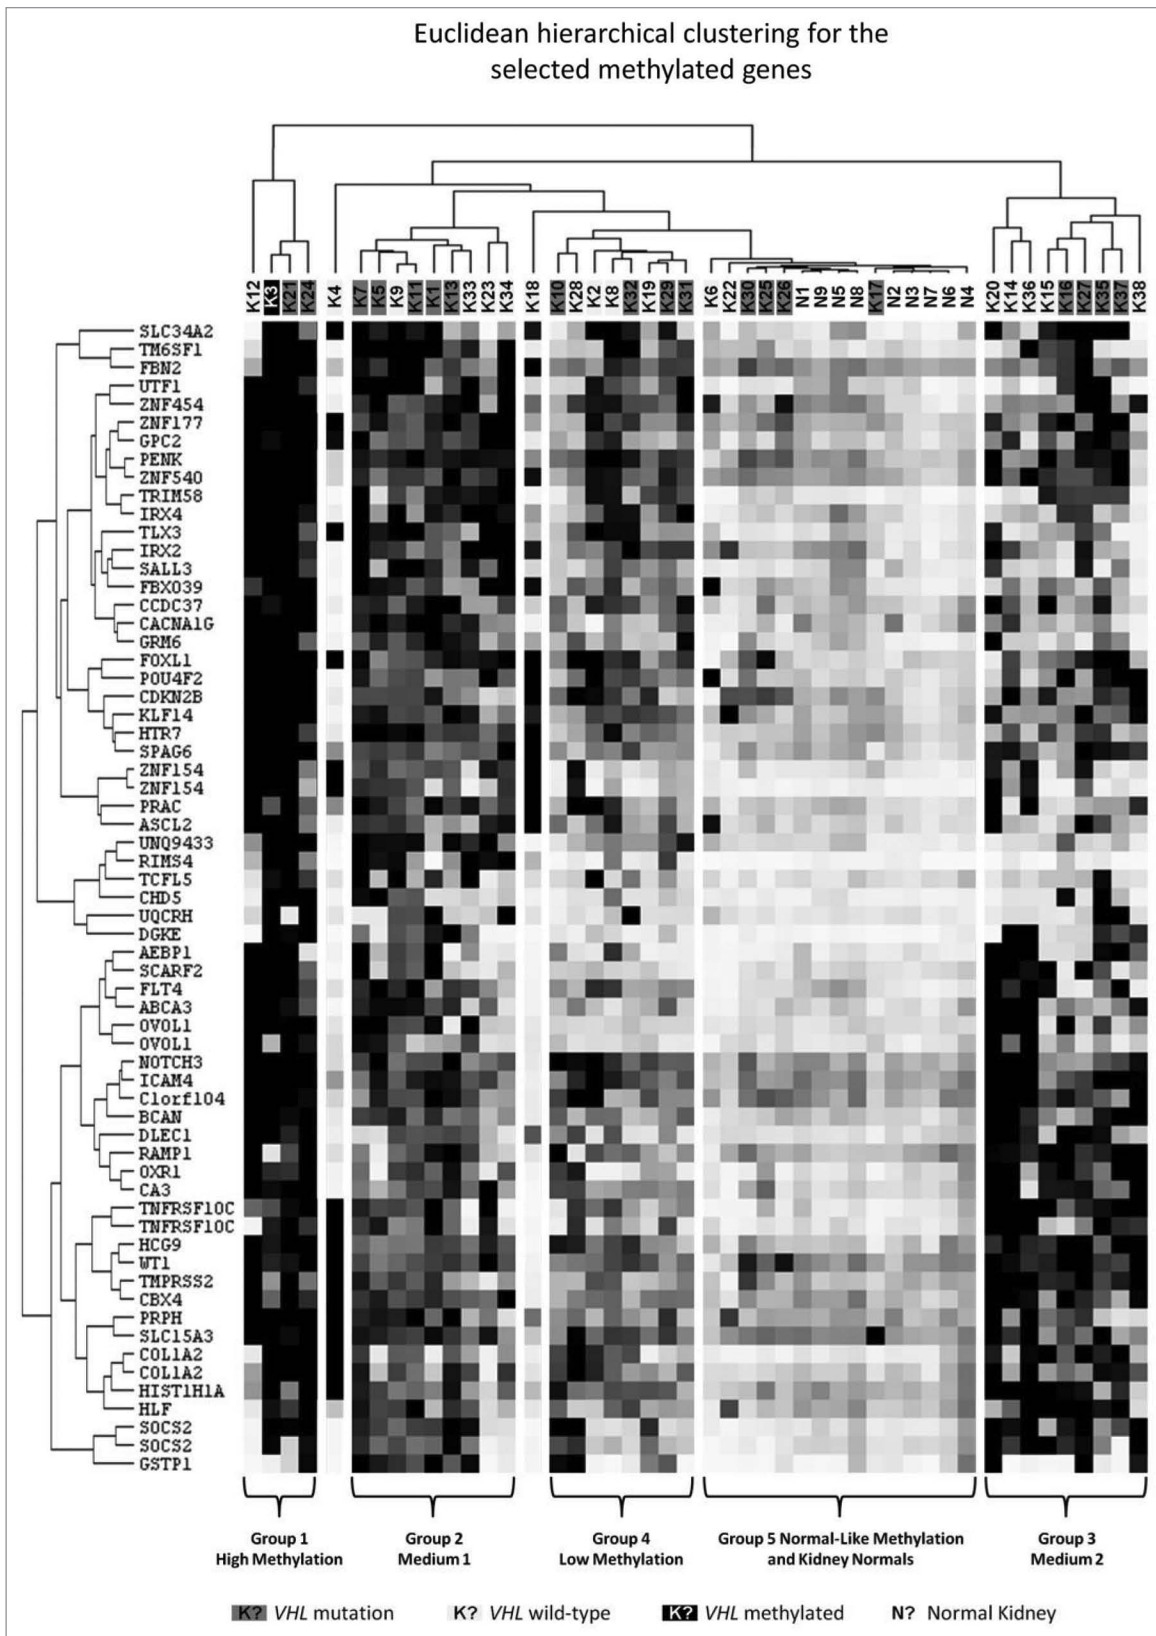 Euclidean hierarchical clustering for the
selected methylated genes
K12 K3 K21 K24 K4 K7 K5 K9 K11 K1 K13 K33 K23 K34 K18 K10 K28 K2 K8 K32 K19 K29 K31 K6 K22 K30 K25 K26 N1 N9 N5 N8 K17 N2 N3 N7 N6 N4 K20 K14 K36 K15 K16 K27 K35 K37 K38
SLC34A2
TM6SF1
FBN2
UTF1
ZNF454
ZNF177
GPC2
PENK
ZNF540
TRIM58
IRX4
TLX3
IRX2
SALL3
FBXO39
CCDC37
CACNA1G
GRM6
FOXL1
POU4F2
CDKN2B
KLF14
HTR7
SPAG6
ZNF154
ZNF154
PRAC
ASCL2
UNQ9433
RIMS4
TCFL5
CHD5
UQCRH
DGKE
AEBP1
SCARF2
FLT4
ABCA3
OVOL1
OVOL1
NOTCH3
ICAM4
C1orf104
BCAN
DLEC1
RAMP1
OXR1
CA3
TNFRSF10C
TNFRSF10C
HCG9
WT1
TMPRSS2
CBX4
PRPH
SLC15A3
COL1A2
COL1A2
HIST1H1A
HLF
SOCS2
SOCS2
GSTP1
Group 1
High Methylation
Group 2
Medium 1
Group 4
Low Methylation
Group 5 Normal-Like Methylation
and Kidney Normals
Group 3
Medium 2
K? VHL mutation K? VHL wild-type K? VHL methylated N? Normal Kidney